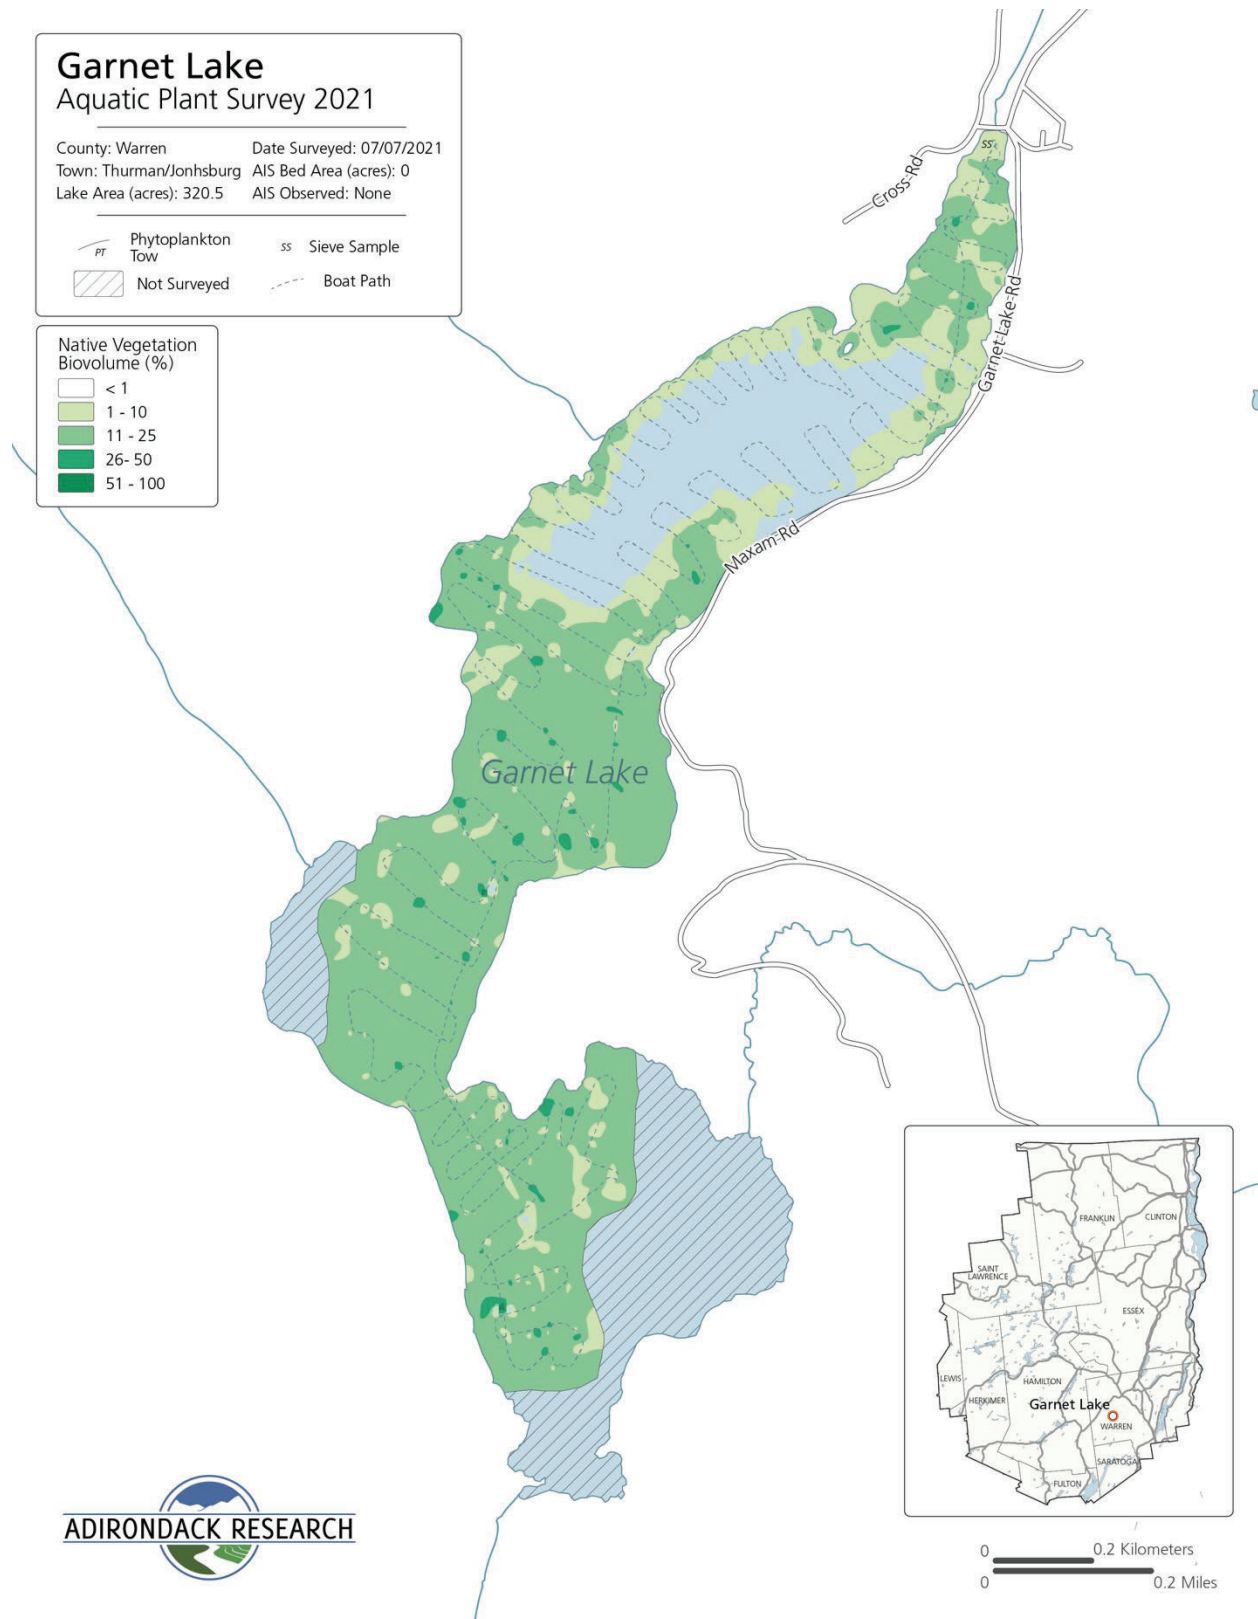 Garnet Lake
Aquatic Plant Survey 2021
County: Warren
Date Surveyed: 07/07/2021
Town: Thurman/Jonhsburg
AIS Bed Area (acres): 0
Lake Area (acres): 320.5
AIS Observed: None
PT
Phytoplankton
Tow
SS
Sieve Sample
Not Surveyed
Boat Path
Native Vegetation
Biovolume (%)
< 1
1 - 10
11 - 25
26- 50
51 - 100
SS
Cross-Rd
Garnet-Lake-Rd
Maxam-Rd
Garnet Lake
FRANKLIN
CLINTON
SAINT
LAWRENCE
ESSEX
LEWIS
HAMILTON
HERKIMER
Garnet Lake
WARREN
SARATOGA
FULTON
ADIRONDACK RESEARCH
0
0.2 Kilometers
0
0.2 Miles